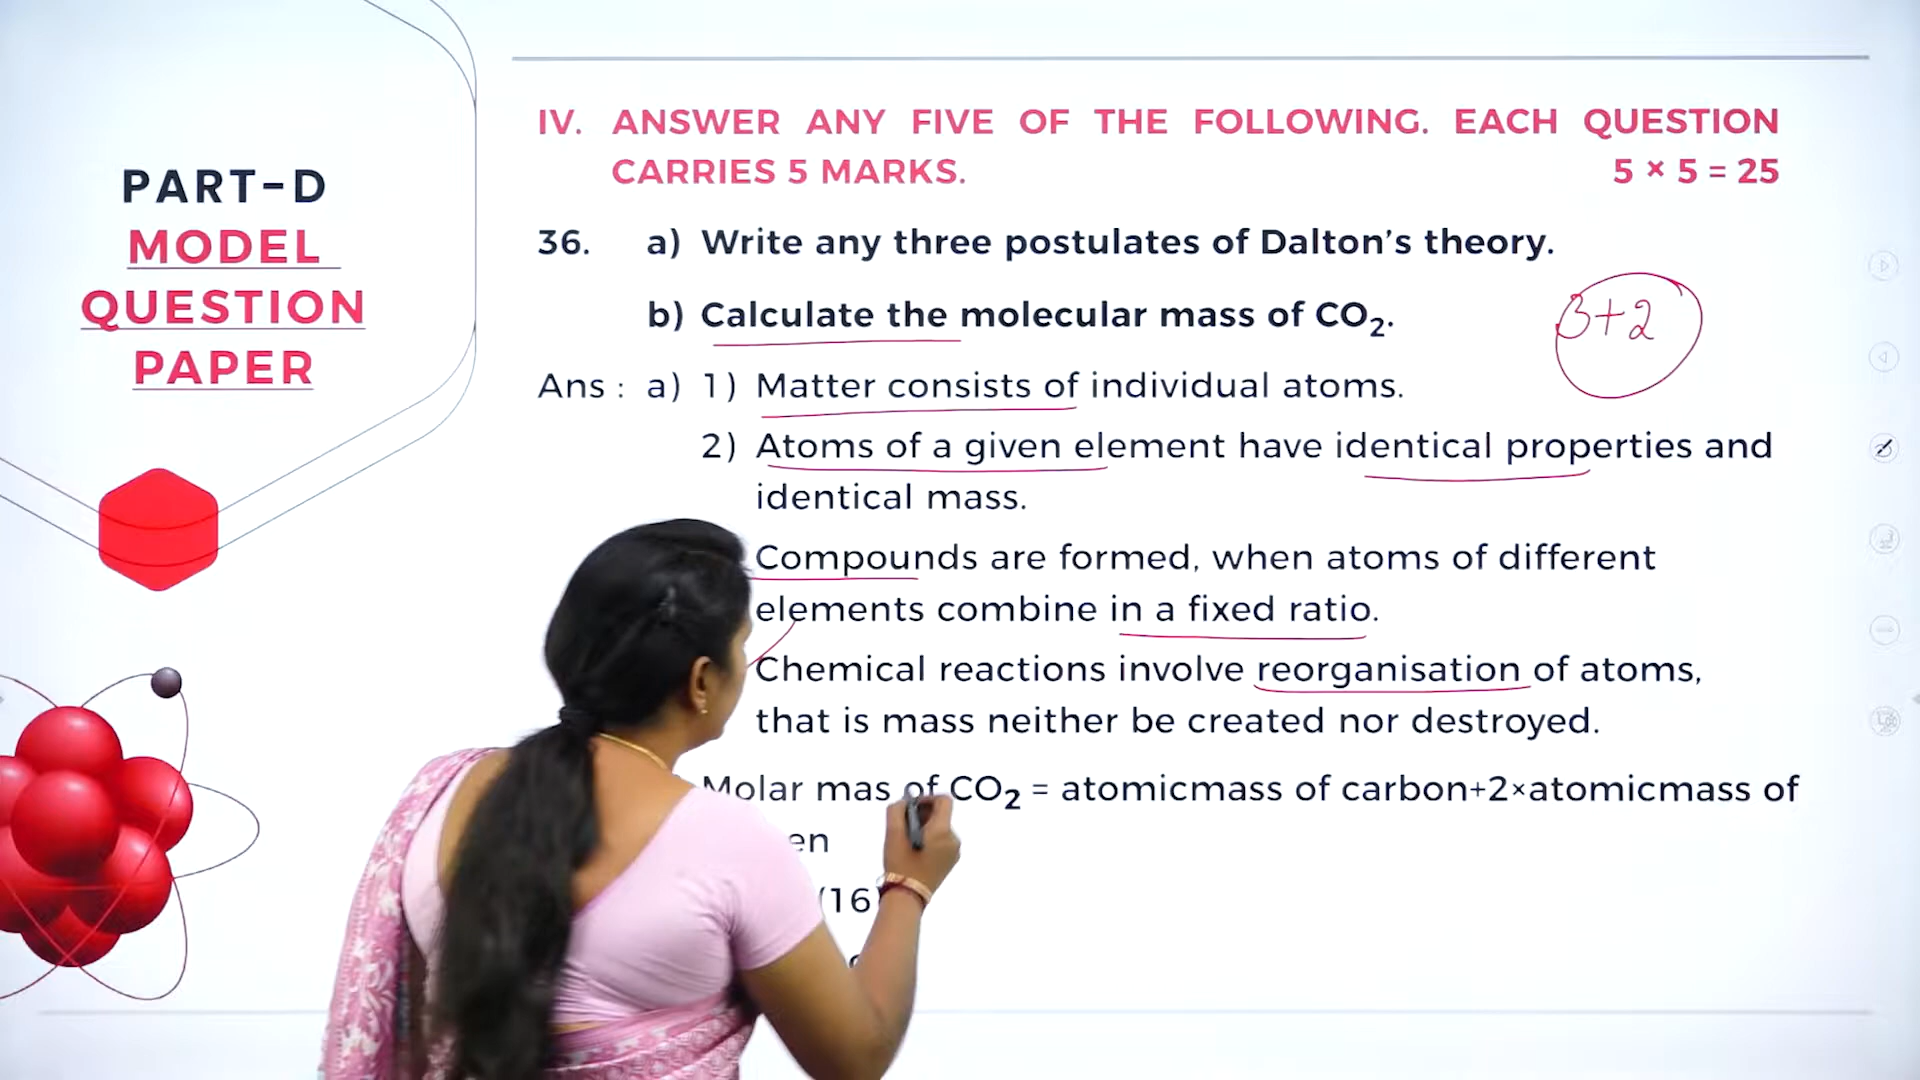 PART-D
MODEL
QUESTION
PAPER
IV. ANSWER ANY FIVE OF THE FOLLOWING. EACH QUESTION
CARRIES 5 MARKS. 5 × 5 = 25
36. a) Write any three postulates of Dalton's theory.
b) Calculate the molecular mass of CO₂.
3+2
Ans : a) 1) Matter consists of individual atoms.
2) Atoms of a given element have identical properties and
identical mass.
Compounds are formed, when atoms of different
elements combine in a fixed ratio.
Chemical reactions involve reorganisation of atoms,
that is mass neither be created nor destroyed.
Molar mas of CO₂ = atomicmass of carbon+2×atomicmass of
en
(16